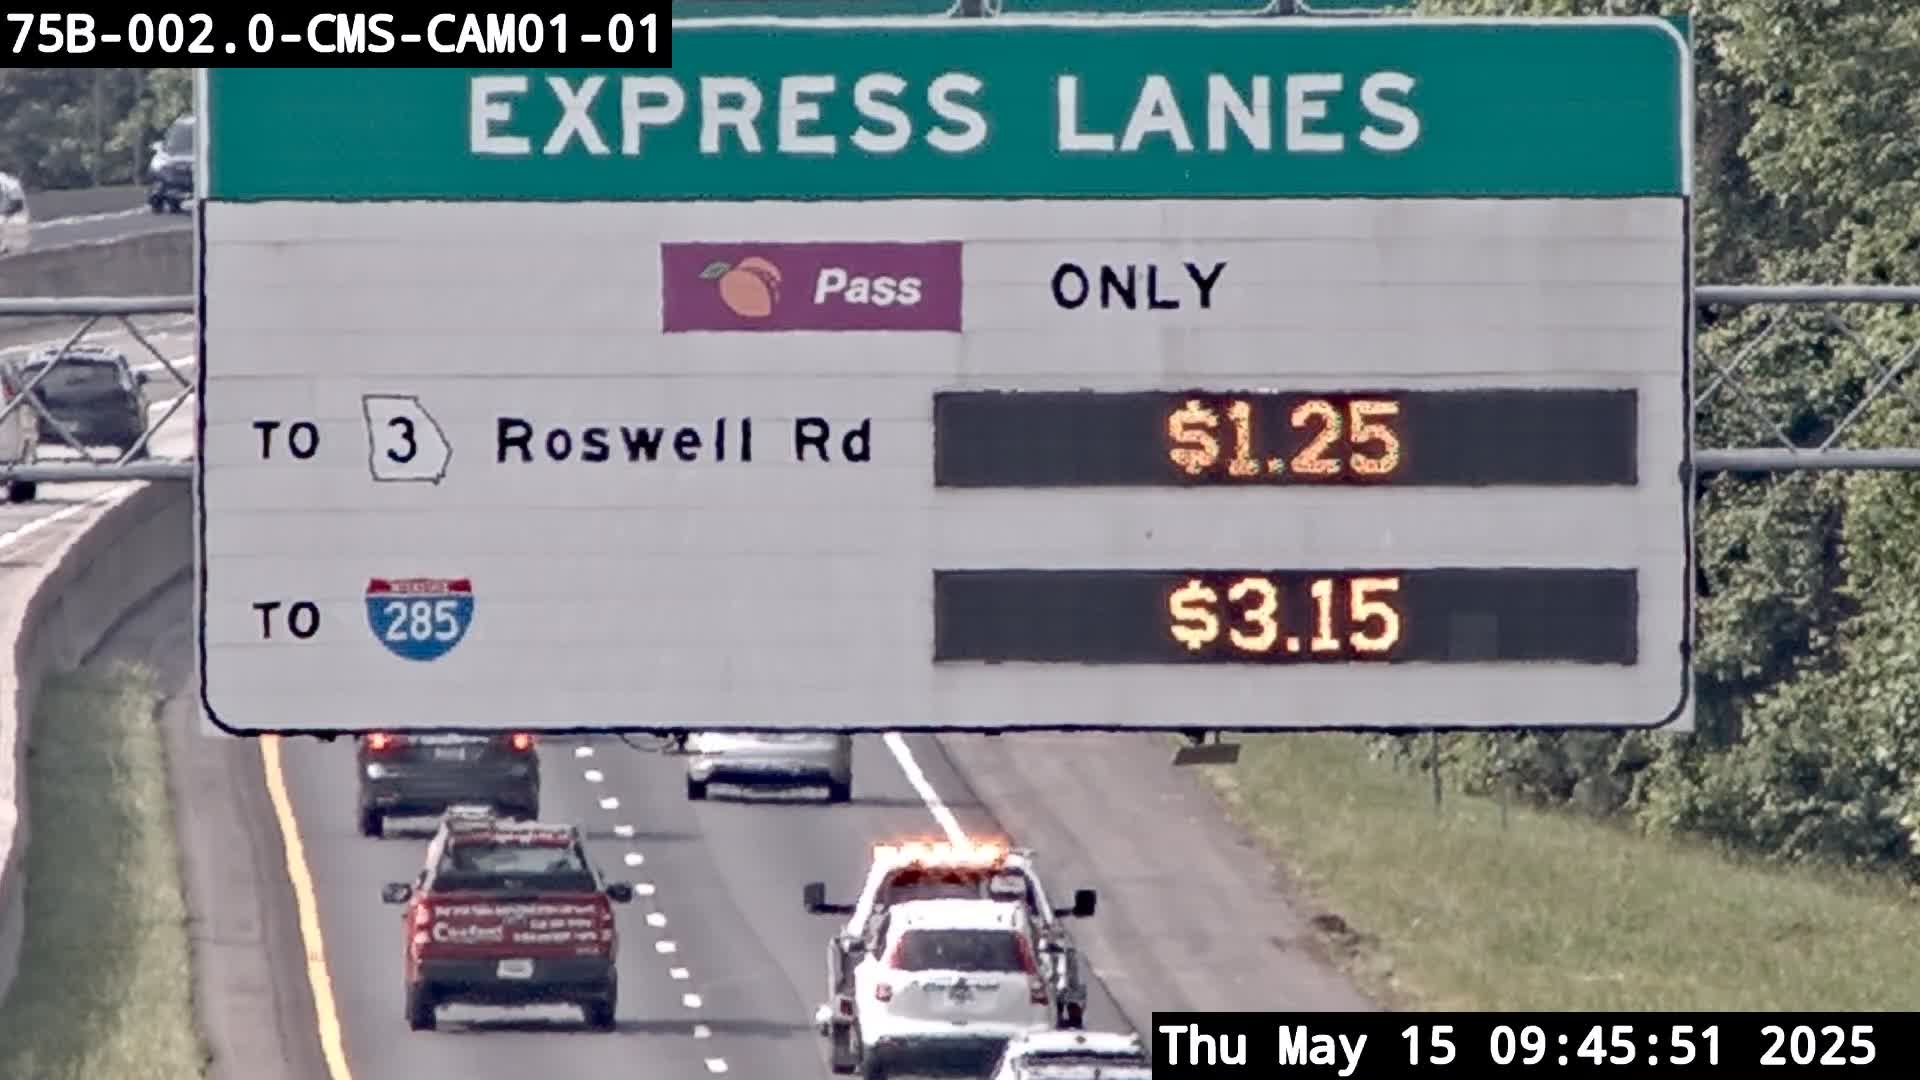 75B-002.0-CMS-CAM01-01
EXPRESS LANES
Pass ONLY
TO 3 Roswell Rd $1.25
TO 285 $3.15
Thu May 15 09:45:51 2025